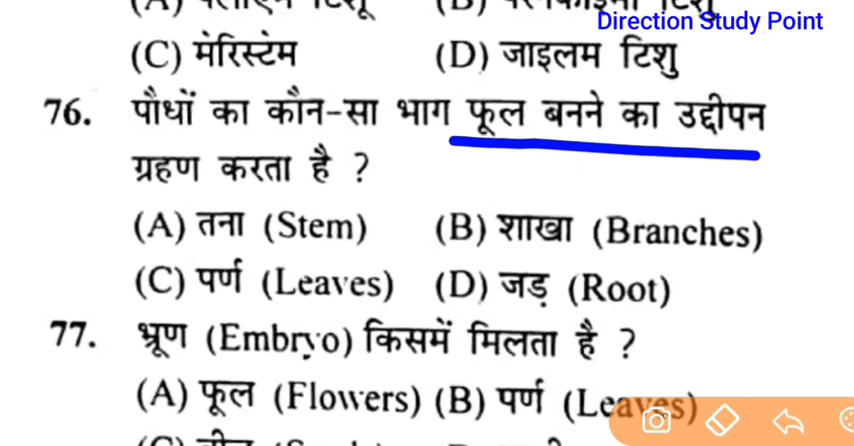 Direction Study Point
(C) मेरिस्टेम (D) जाइलम टिशु
76. पौधों का कौन-सा भाग फूल बनने का उद्दीपन
ग्रहण करता है ?
(A) तना (Stem) (B) शाखा (Branches)
(C) पर्ण (Leaves) (D) जड़ (Root)
77. भ्रूण (Embryo) किसमें मिलता है ?
(A) फूल (Flowers) (B) पर्ण (Leaves)